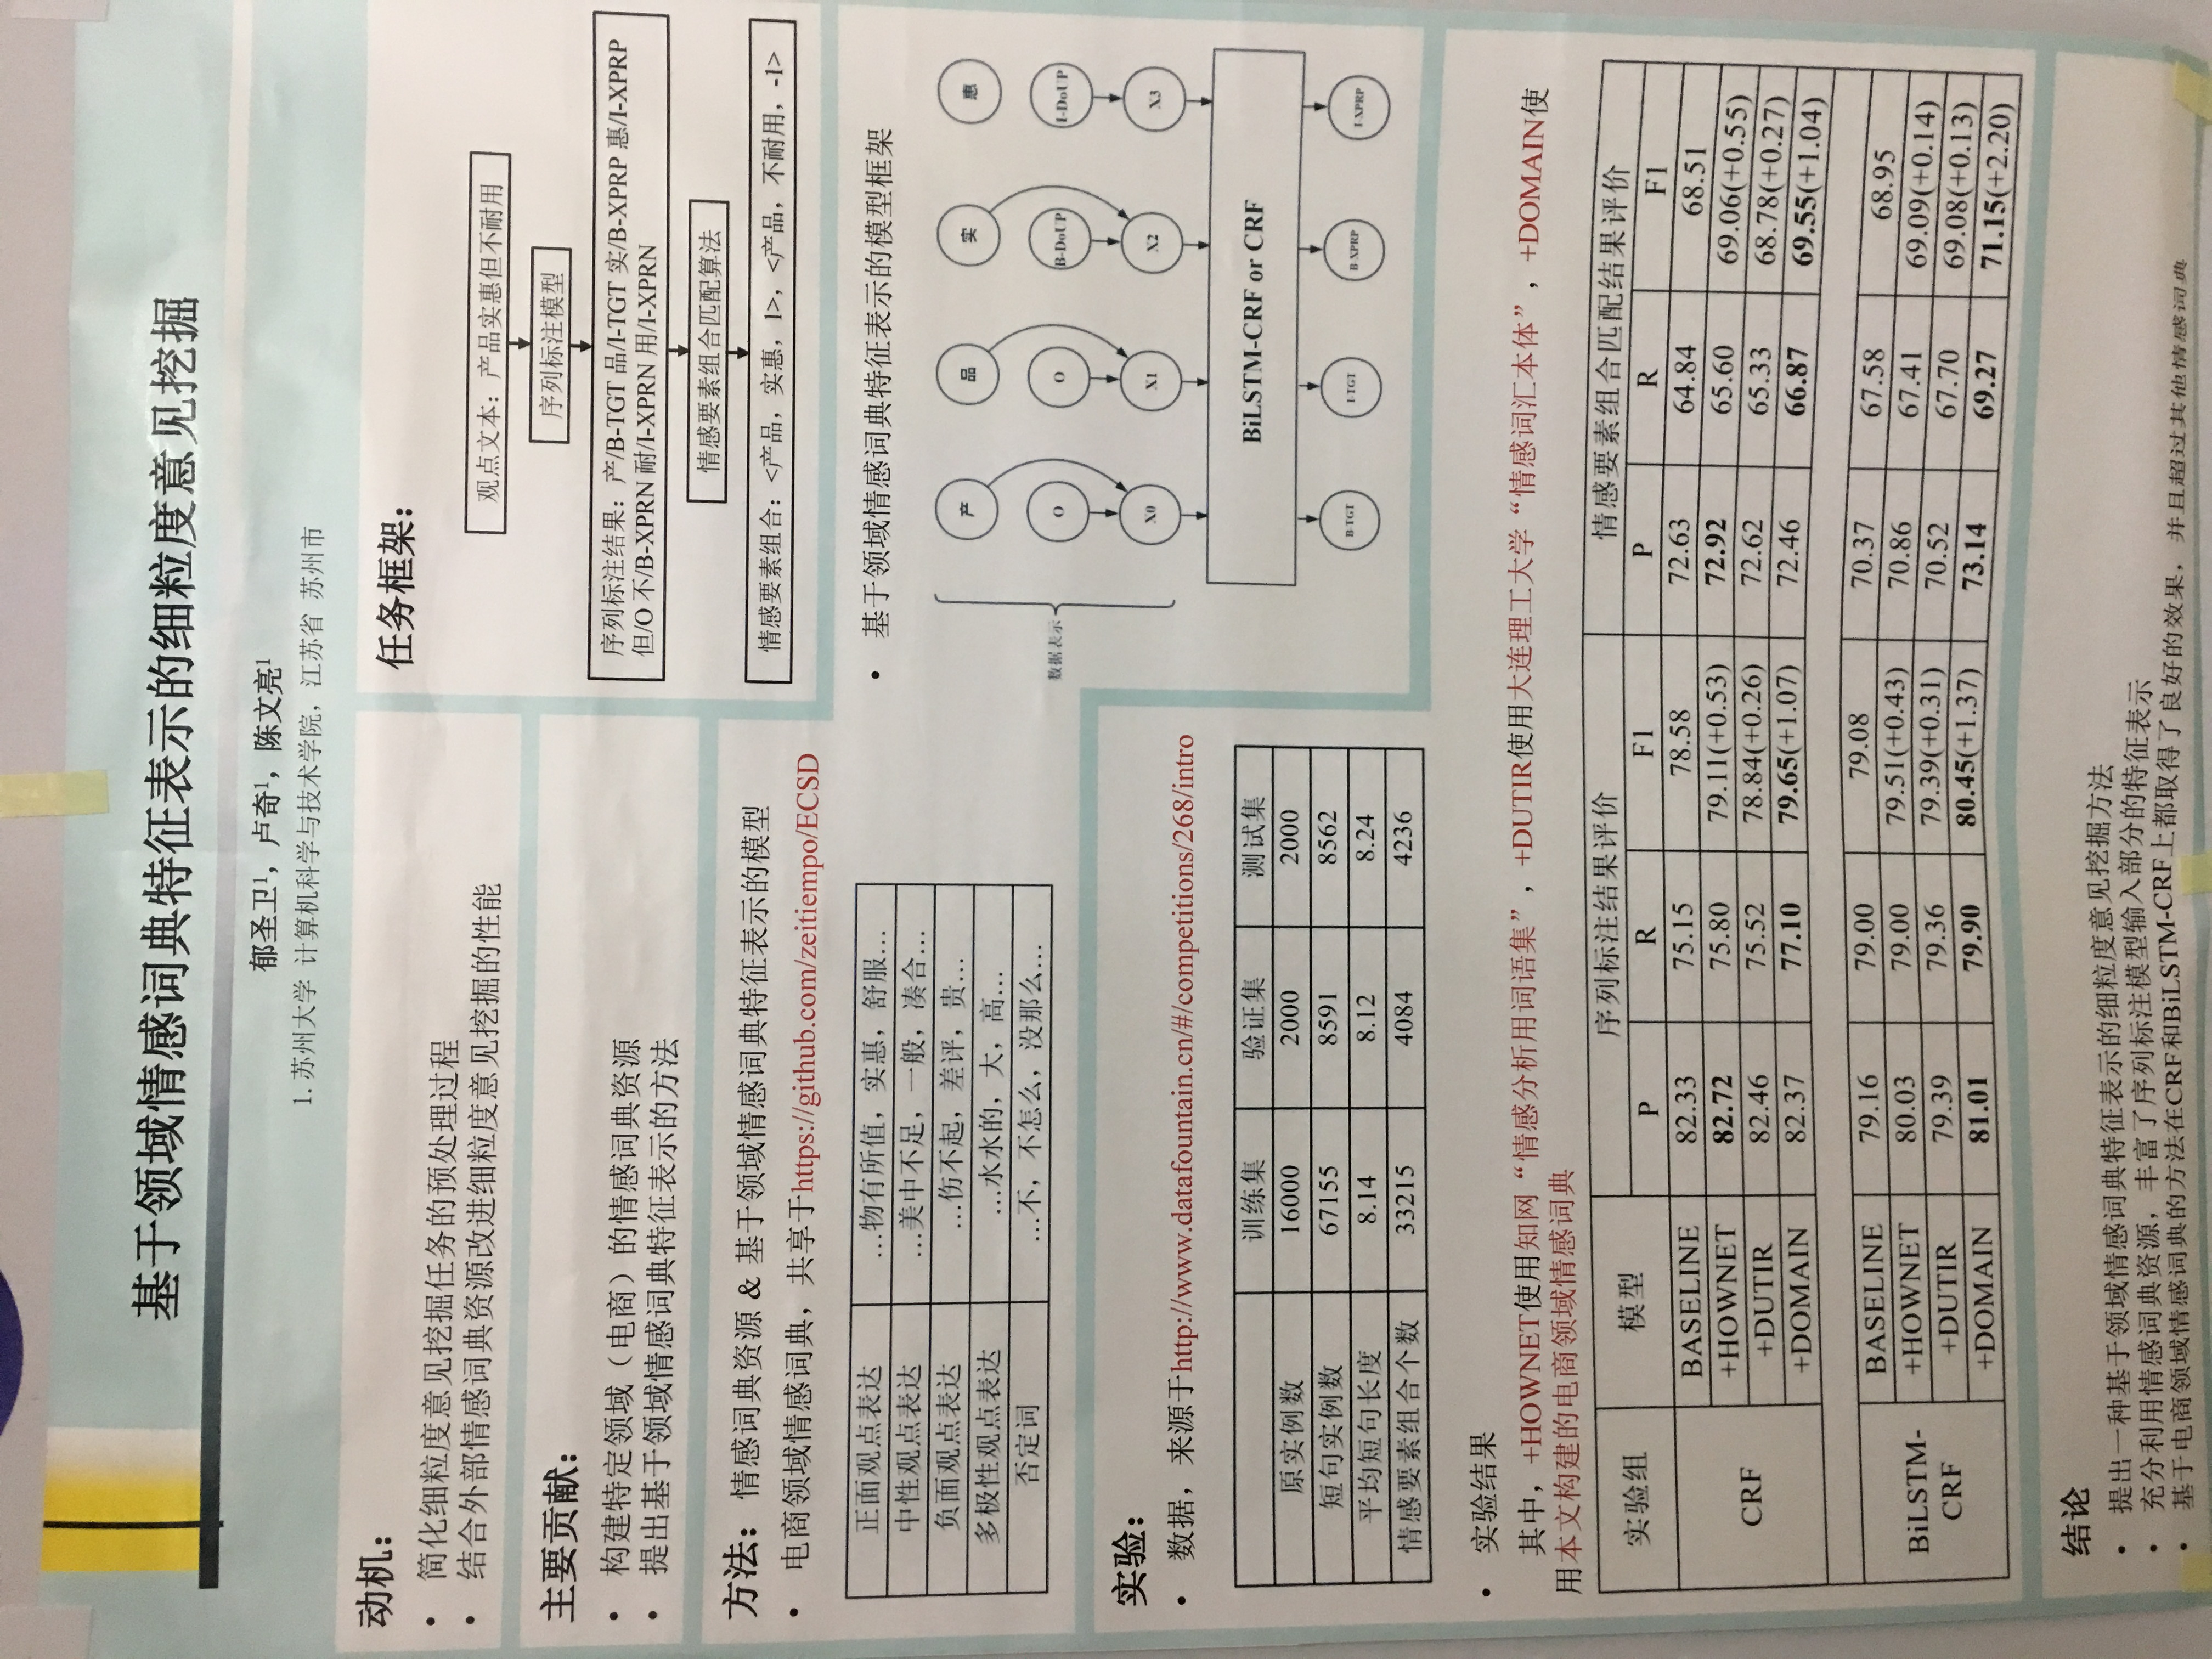 基于领域情感词典特征表示的细粒度意见挖掘
郁圣卫1，卢奇1，陈文亮1
1.苏州大学 计算机科学与技术学院，江苏省 苏州市
动机：
• 简化细粒度意见挖掘任务的预处理过程
• 结合外部情感词典资源改进细粒度意见挖掘的性能
主要贡献：
• 构建特定领域（电商）的情感词典资源
• 提出基于领域情感词典特征表示的方法
方法：情感词典资源 & 基于领域情感词典特征表示的模型
• 电商领域情感词典，共享于https://github.com/zeitiempo/ECSD
正面观点表达 …物有所值，实惠，舒服…
中性观点表达 …美中不足，一般，凑合…
负面观点表达 …伤不起，差评，贵…
多极性观点表达 …水水的，大，高…
否定词 …不，不怎么，没那么…
任务框架：
观点文本：产品实惠但不耐用
序列标注模型
序列标注结果：产/B-TGT 品/I-TGT 实/B-XPRP 惠/I-XPRP
但/O 不/B-XPRN 耐/I-XPRN 用/I-XPRN
情感要素组合匹配算法
情感要素组合：<产品，实惠，1>，<产品，不耐用，-1>
• 基于领域情感词典特征表示的模型框架
产 品 实 惠
数据表示
O O B-DoUP I-DoUP
X0 X1 X2 X3
BiLSTM-CRF or CRF
B-TGT I-TGT B-XPRP I-XPRP
实验：
• 数据，来源于http://www.datafountain.cn/#/competitions/268/intro
训练集 验证集 测试集
原实例数 16000 2000 2000
短句实例数 67155 8591 8562
平均短句长度 8.14 8.12 8.24
情感要素组合个数 33215 4084 4236
• 实验结果
其中，+HOWNET使用知网“情感分析用词语集”，+DUTIR使用大连理工大学“情感词汇本体”，+DOMAIN使
用本文构建的电商领域情感词典
实验组 模型 序列标注结果评价 情感要素组合匹配结果评价
P R F1 P R F1
CRF
BASELINE 82.33 75.15 78.58 72.63 64.84 68.51
+HOWNET 82.72 75.80 79.11(+0.53) 72.92 65.60 69.06(+0.55)
+DUTIR 82.46 75.52 78.84(+0.26) 72.62 65.33 68.78(+0.27)
+DOMAIN 82.37 77.10 79.65(+1.07) 72.46 66.87 69.55(+1.04)
BiLSTM-
CRF
BASELINE 79.16 79.00 79.08 70.37 67.58 68.95
+HOWNET 80.03 79.00 79.51(+0.43) 70.86 67.41 69.09(+0.14)
+DUTIR 79.39 79.36 79.39(+0.31) 70.52 67.70 69.08(+0.13)
+DOMAIN 81.01 79.90 80.45(+1.37) 73.14 69.27 71.15(+2.20)
结论
• 提出一种基于领域情感词典特征表示的细粒度意见挖掘方法
• 充分利用情感词典资源，丰富了序列标注模型输入部分的特征表示
• 基于电商领域情感词典的方法在CRF和BiLSTM-CRF上都取得了良好的效果，并且超过其他情感词典